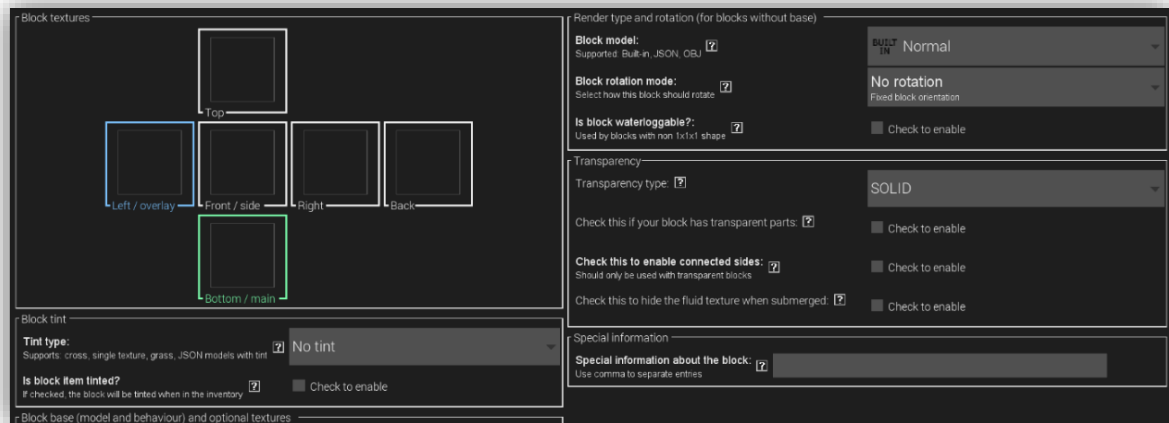 Block textures
Top
Left / overlay
Front / side
Right
Back
Bottom / main
Block tint
Tint type:
Supports: cross, single texture, grass, JSON models with tint
?
No tint
Is block item tinted?
If checked, the block will be tinted when in the inventory
?
Check to enable
Block base (model and behaviour) and optional textures
Render type and rotation (for blocks without base)
Block model:
Supported: Built-in, JSON, OBJ
?
BUILT
IN
Normal
Block rotation mode:
Select how this block should rotate
?
No rotation
Fixed block orientation
Is block waterloggable?:
Used by blocks with non 1x1x1 shape
?
Check to enable
Transparency
Transparency type: ?
SOLID
Check this if your block has transparent parts: ?
Check to enable
Check this to enable connected sides:
Should only be used with transparent blocks
?
Check to enable
Check this to hide the fluid texture when submerged: ?
Check to enable
Special information
Special information about the block:
Use comma to separate entries
?